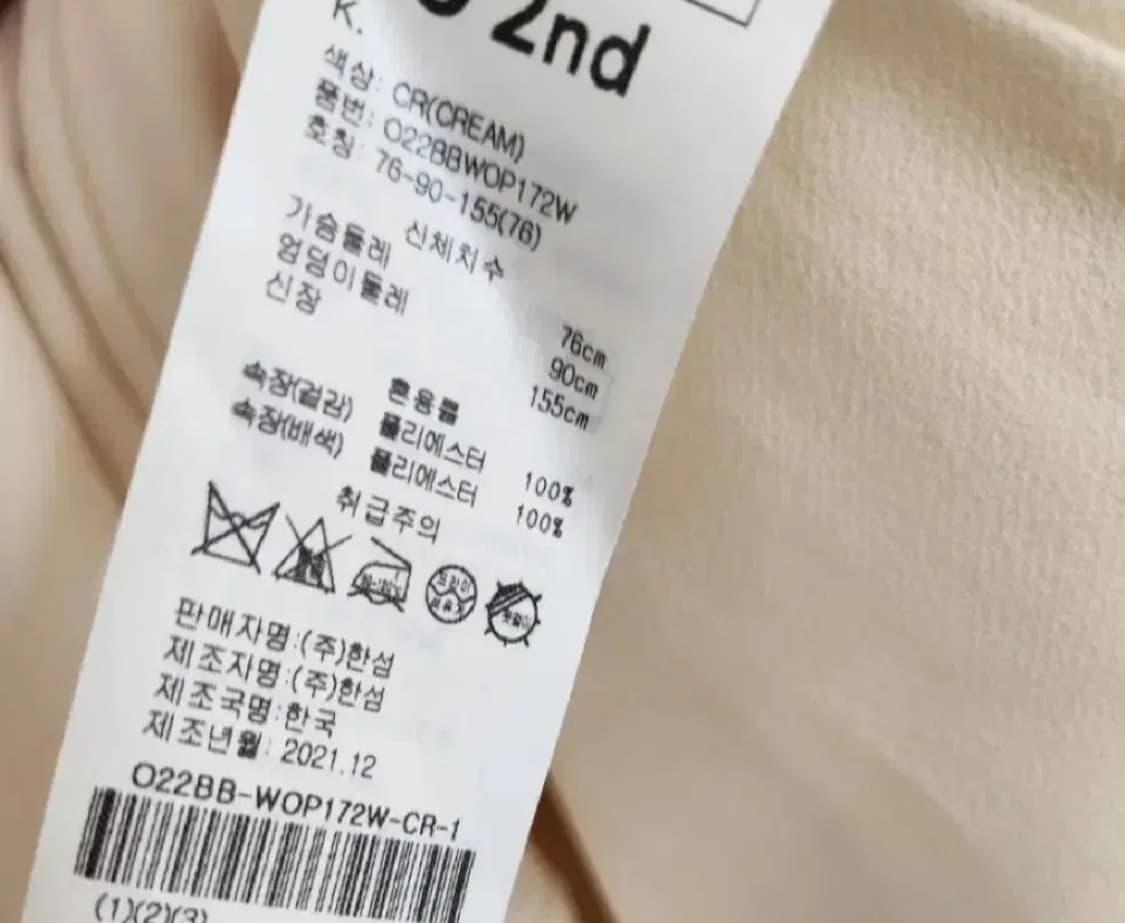 2nd
K.
색상: CR(CREAM)
품번: O22BBWOP172W
호칭: 76-90-155(76)
신체치수
가슴둘레 76cm
엉덩이둘레 90cm
신장 155cm
혼용률
속장(겉감) 폴리에스터 100%
속장(배색) 폴리에스터 100%
취급주의
드라이
판매자명:(주)한섬
제조자명:(주)한섬
제조국명:한국
제조년월: 2021.12
O22BB-WOP172W-CR-1
(1)(2)(3)